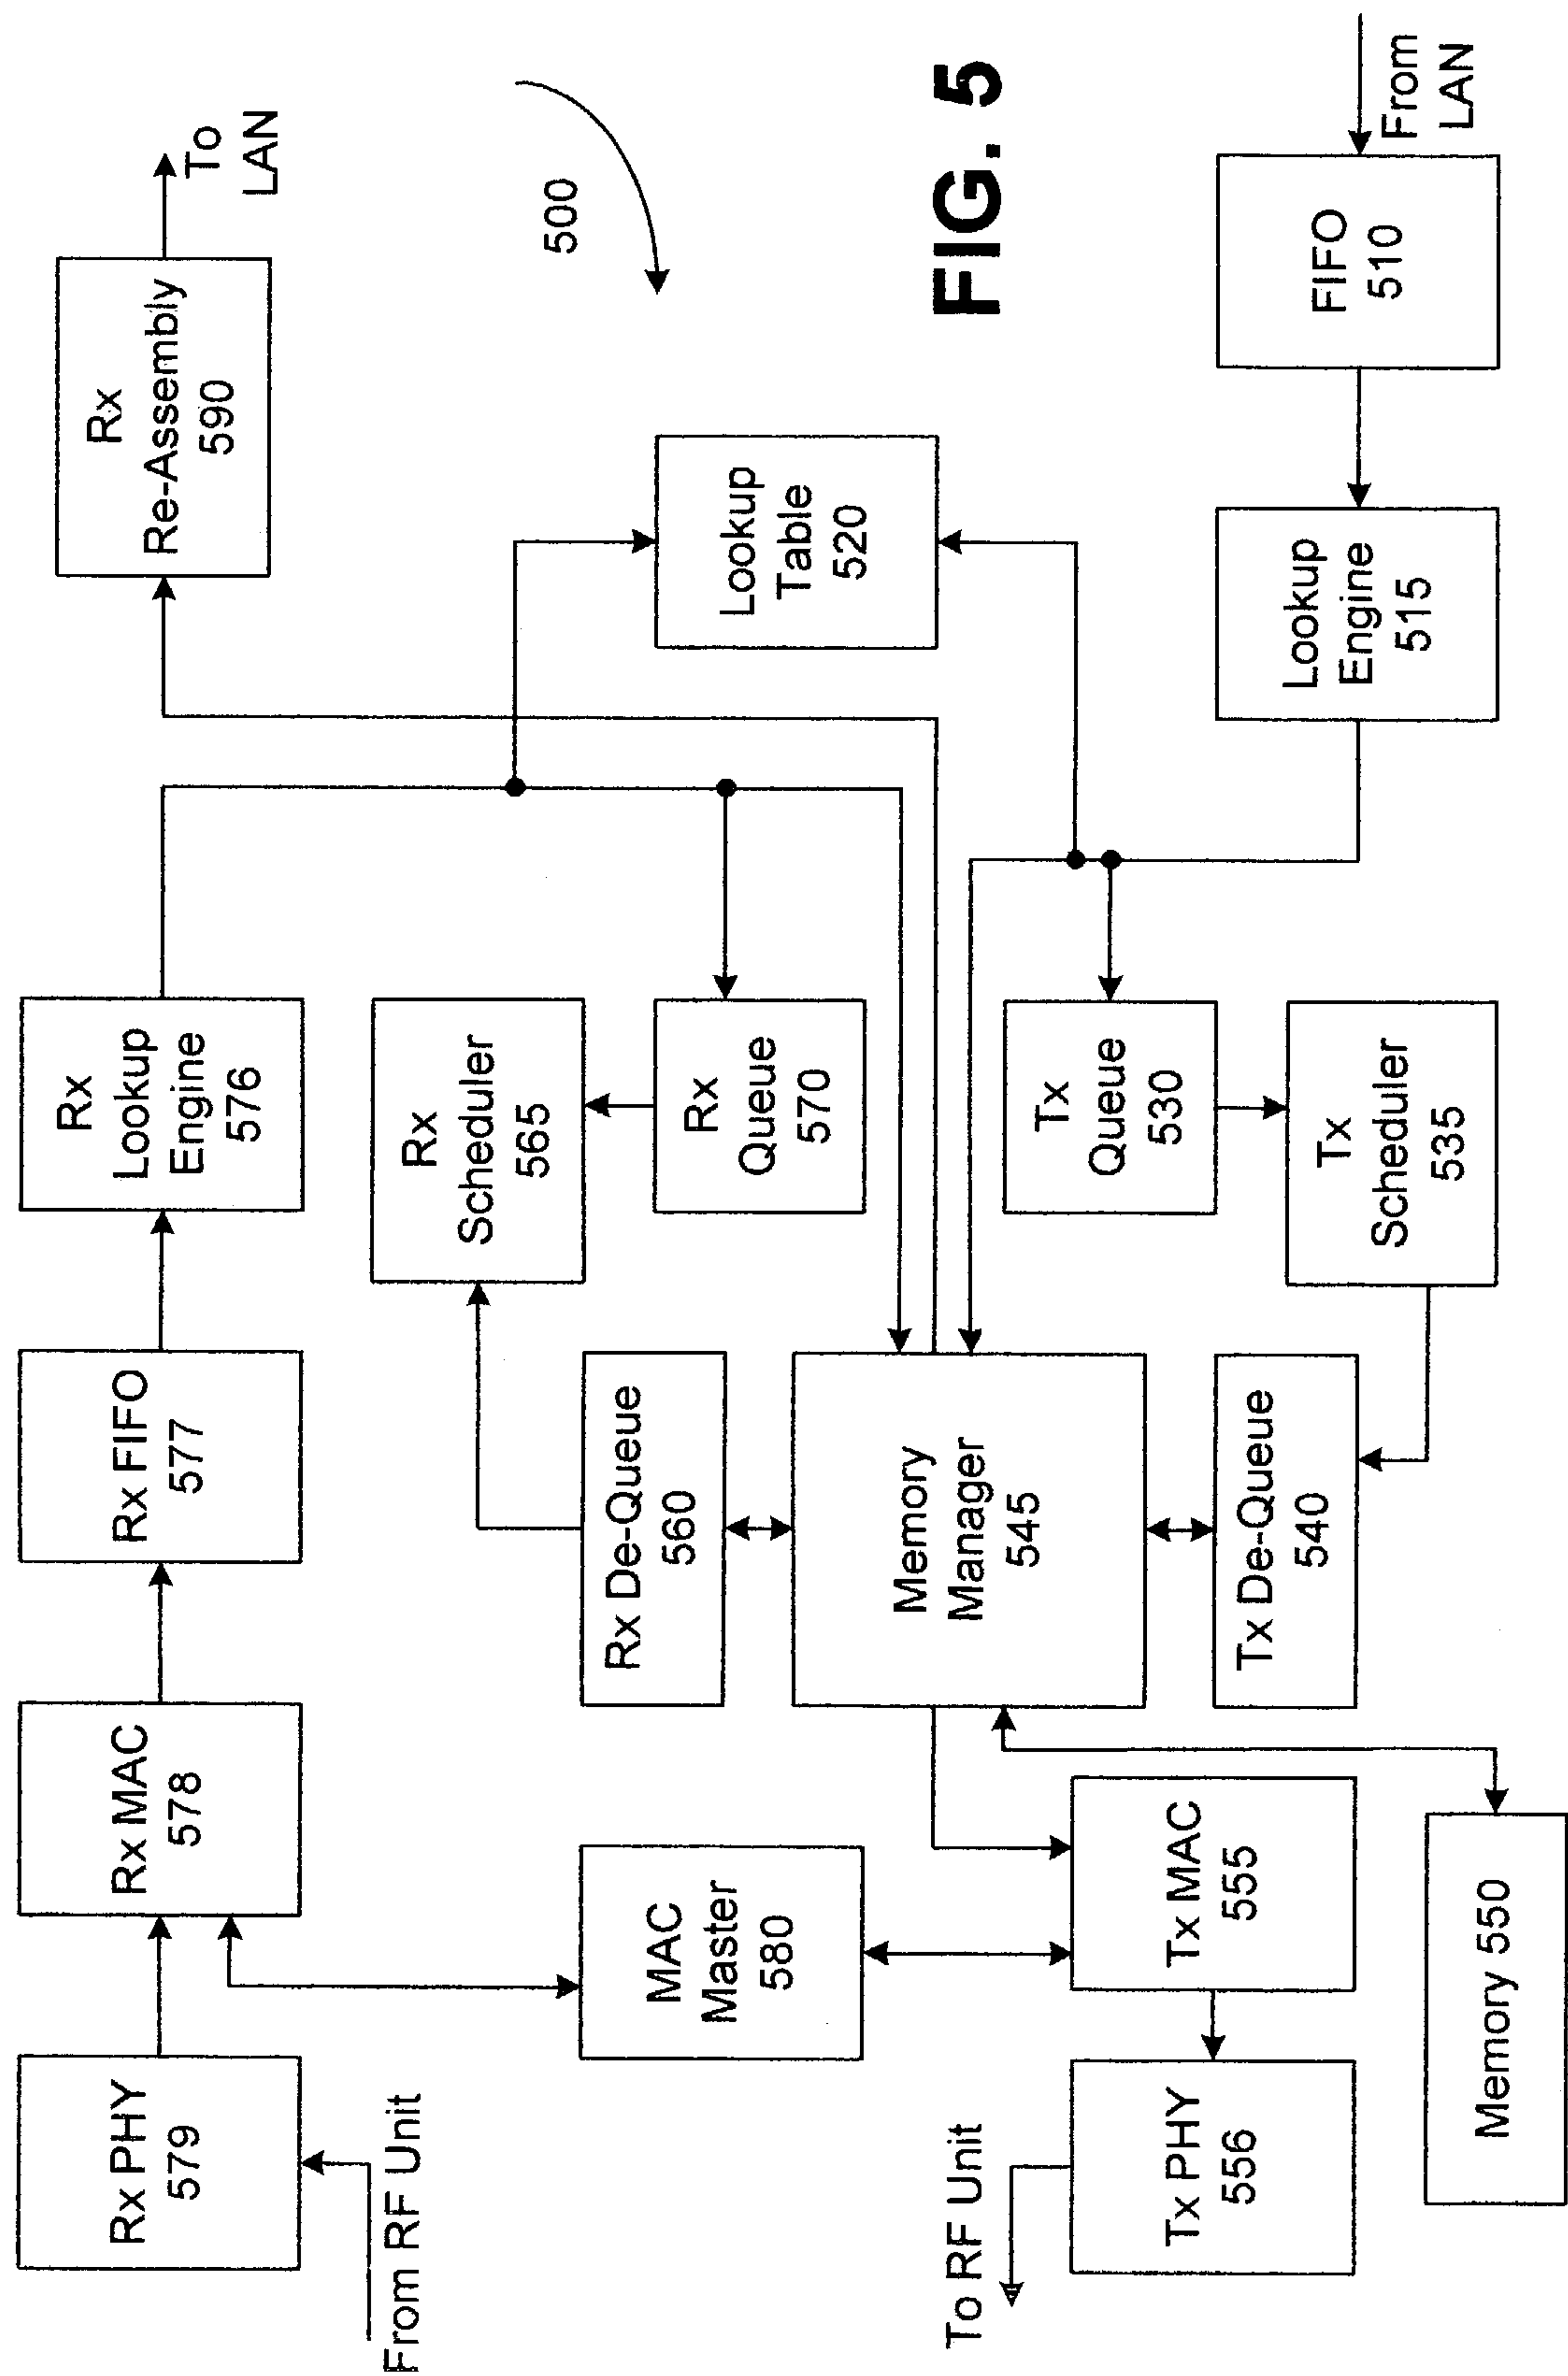 Rx PHY
579
Rx MAC
578
Rx FIFO
577
Rx
Lookup
Engine
576
Rx
Re-Assembly
590
To
LAN
From RF Unit
Rx
Scheduler
565
500
MAC
Master
580
Rx De-Queue
560
Rx
Queue
570
Lookup
Table
520
Memory
Manager
545
FIG. 5
To RF Unit
Tx PHY
556
Tx MAC
555
Tx De-Queue
540
Tx
Queue
530
Tx
Scheduler
535
Lookup
Engine
515
FIFO
510
From
LAN
Memory 550